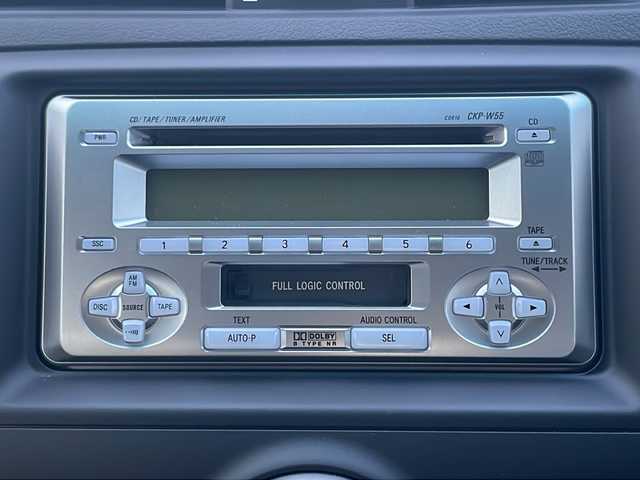 CD/TAPE/TUNER/AMPLIFIER CKP-W55 CD
PWR
SSC 1 2 3 4 5 6 TAPE
TUNE/TRACK
FULL LOGIC CONTROL
AM
FM
DISC SOURCE TAPE VOL
TEXT AUDIO CONTROL
AUTO·P DOLBY SEL
B TYPE NR